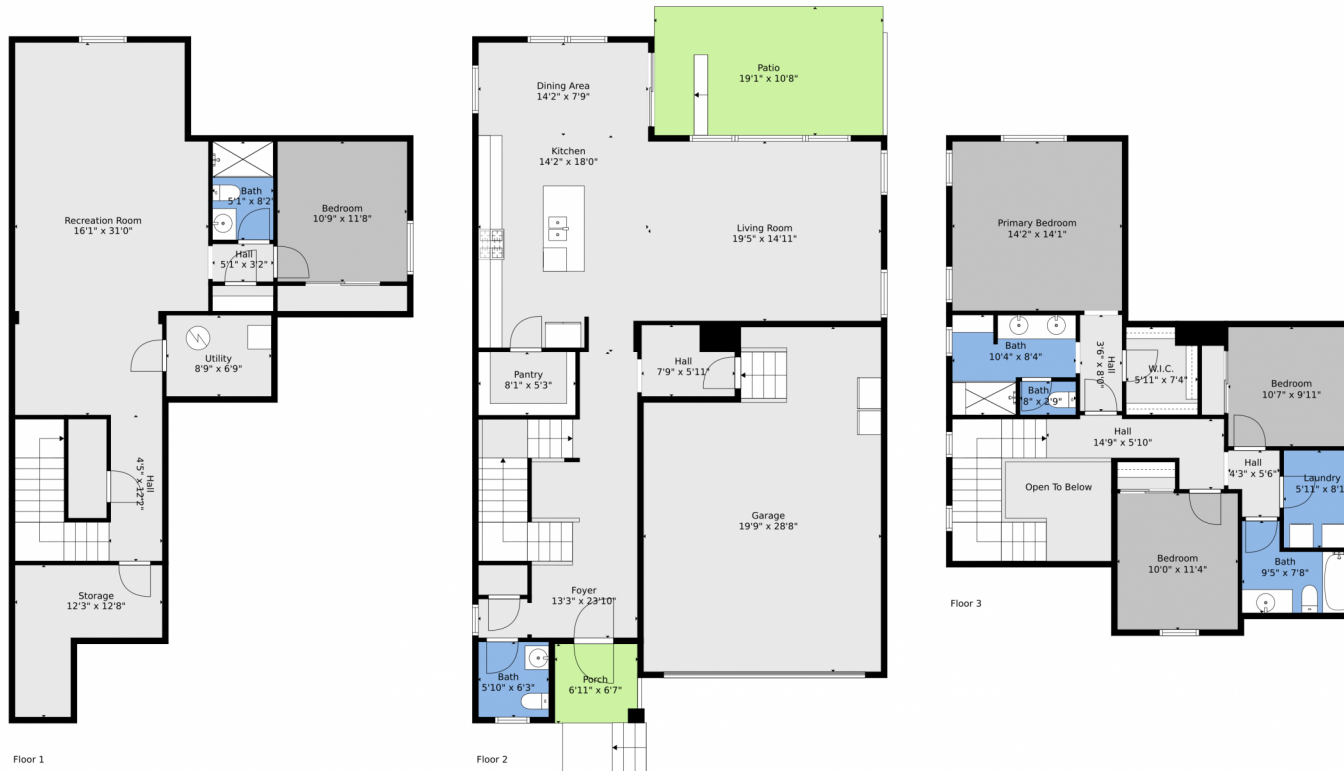 Recreation Room
16'1" x 31'0"
Bath
5'1" x 8'2"
Bedroom
10'9" x 11'8"
Hall
5'1" x 3'2"
Utility
8'9" x 6'9"
Hall
4'5" x 12'2"
Storage
12'3" x 12'8"
Floor 1
Patio
19'1" x 10'8"
Dining Area
14'2" x 7'9"
Kitchen
14'2" x 18'0"
Living Room
19'5" x 14'11"
Hall
7'9" x 5'11"
Pantry
8'1" x 5'3"
Garage
19'9" x 28'8"
Foyer
13'3" x 23'10"
Bath
5'10" x 6'3"
Porch
6'11" x 6'7"
Floor 2
Primary Bedroom
14'2" x 14'1"
Bath
10'4" x 8'4"
Hall
3'6" x 8'0"
W.I.C.
5'11" x 7'4"
Bedroom
10'7" x 9'11"
Bath
x 2'9"
Hall
14'9" x 5'10"
Hall
4'3" x 5'6"
Laundry
5'11" x 8'1
Open To Below
Bedroom
10'0" x 11'4"
Bath
9'5" x 7'8"
Floor 3